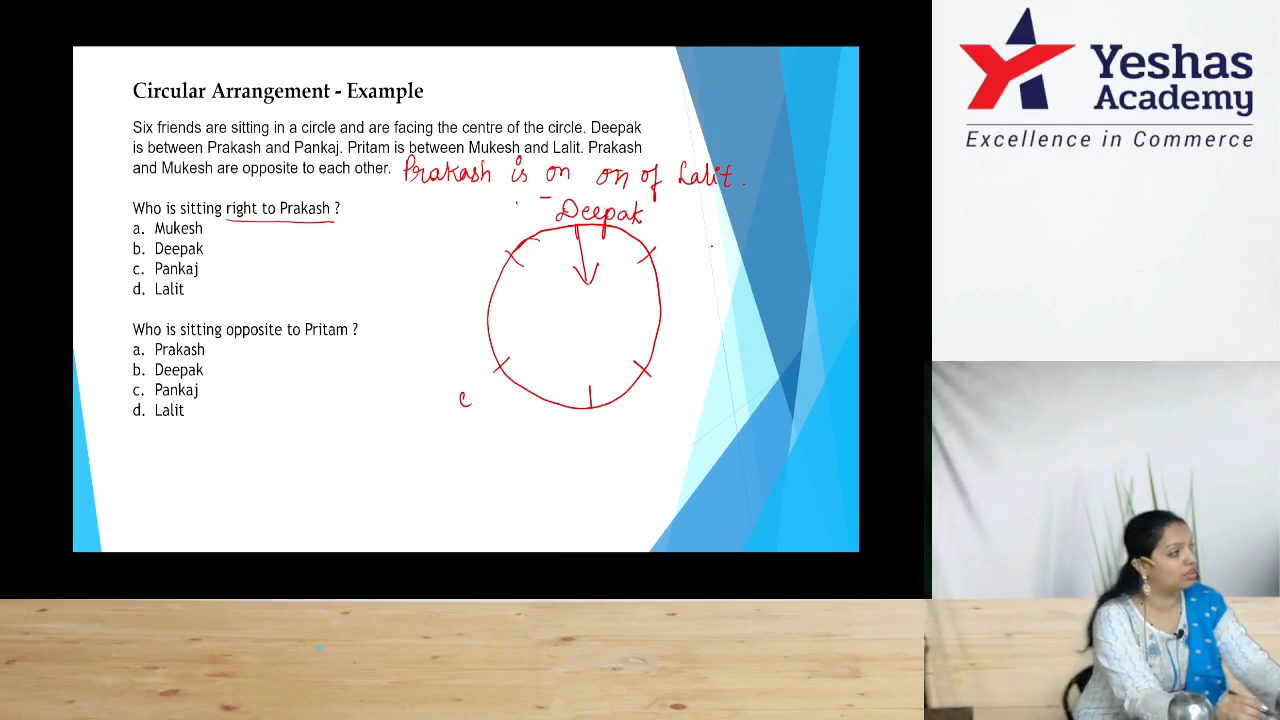 Circular Arrangement - Example
Six friends are sitting in a circle and are facing the centre of the circle. Deepak
is between Prakash and Pankaj. Pritam is between Mukesh and Lalit. Prakash
and Mukesh are opposite to each other. Prakash is on on of Lalit.
Who is sitting right to Prakash ?
Deepak
a. Mukesh
b. Deepak
c. Pankaj
d. Lalit
Who is sitting opposite to Pritam ?
a. Prakash
b. Deepak
c. Pankaj
d. Lalit
Yeshas
Academy
Excellence in Commerce